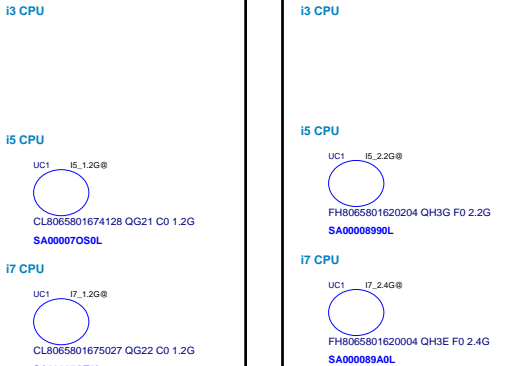 i3 CPU
i5 CPU
UC1 I5_1.2G@
CL8065801674128 QG21 C0 1.2G
SA00007OS0L
i7 CPU
UC1 I7_1.2G@
CL8065801675027 QG22 C0 1.2G
i3 CPU
i5 CPU
UC1 I5_2.2G@
FH8065801620204 QH3G F0 2.2G
SA00008990L
i7 CPU
UC1 I7_2.4G@
FH8065801620004 QH3E F0 2.4G
SA000089A0L